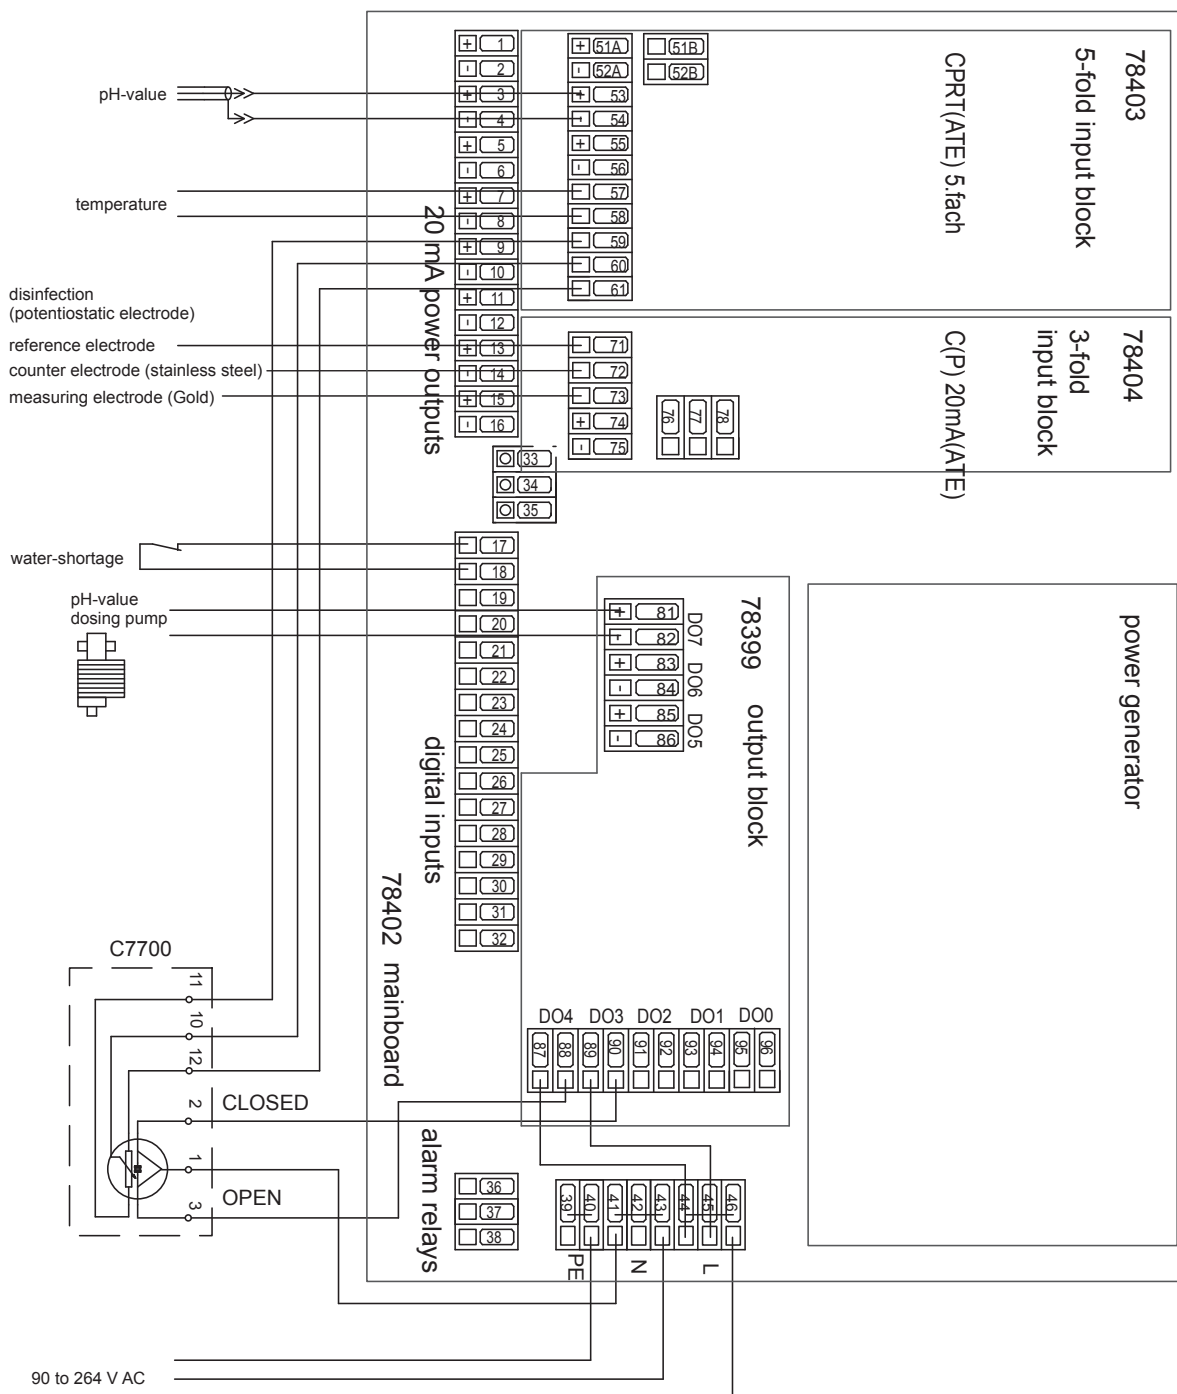 pH-value
temperature
disinfection
(potentiostatic electrode)
reference electrode
counter electrode (stainless steel)
measuring electrode (Gold)
water-shortage
pH-value
dosing pump
C7700
11
10
12
2
CLOSED
1
3
OPEN
90 to 264 V AC
+ 1
- 2
+ 3
- 4
+ 5
- 6
+ 7
- 8
+ 9
- 10
+ 11
- 12
+ 13
- 14
+ 15
- 16
20 mA power outputs
33
34
35
17
18
19
20
21
22
23
24
25
26
27
28
29
30
31
32
digital inputs
78402 mainboard
36
37
38
alarm relays
+ 51A
- 52A
+ 53
- 54
+ 55
- 56
57
58
59
60
61
51B
52B
78403
5-fold input block
CPRT(ATE) 5.fach
71
72
73
+ 74
- 75
76 77 78
78404
3-fold
input block
C(P) 20mA(ATE)
+ 81
- 82
+ 83
- 84
+ 85
- 86
DO7 DO6 DO5
78399 output block
DO4 DO3 DO2 DO1 DO0
87 88 89 90 91 92 93 94 95 96
39 40 41 42 43 44 45 46
PE N L
power generator